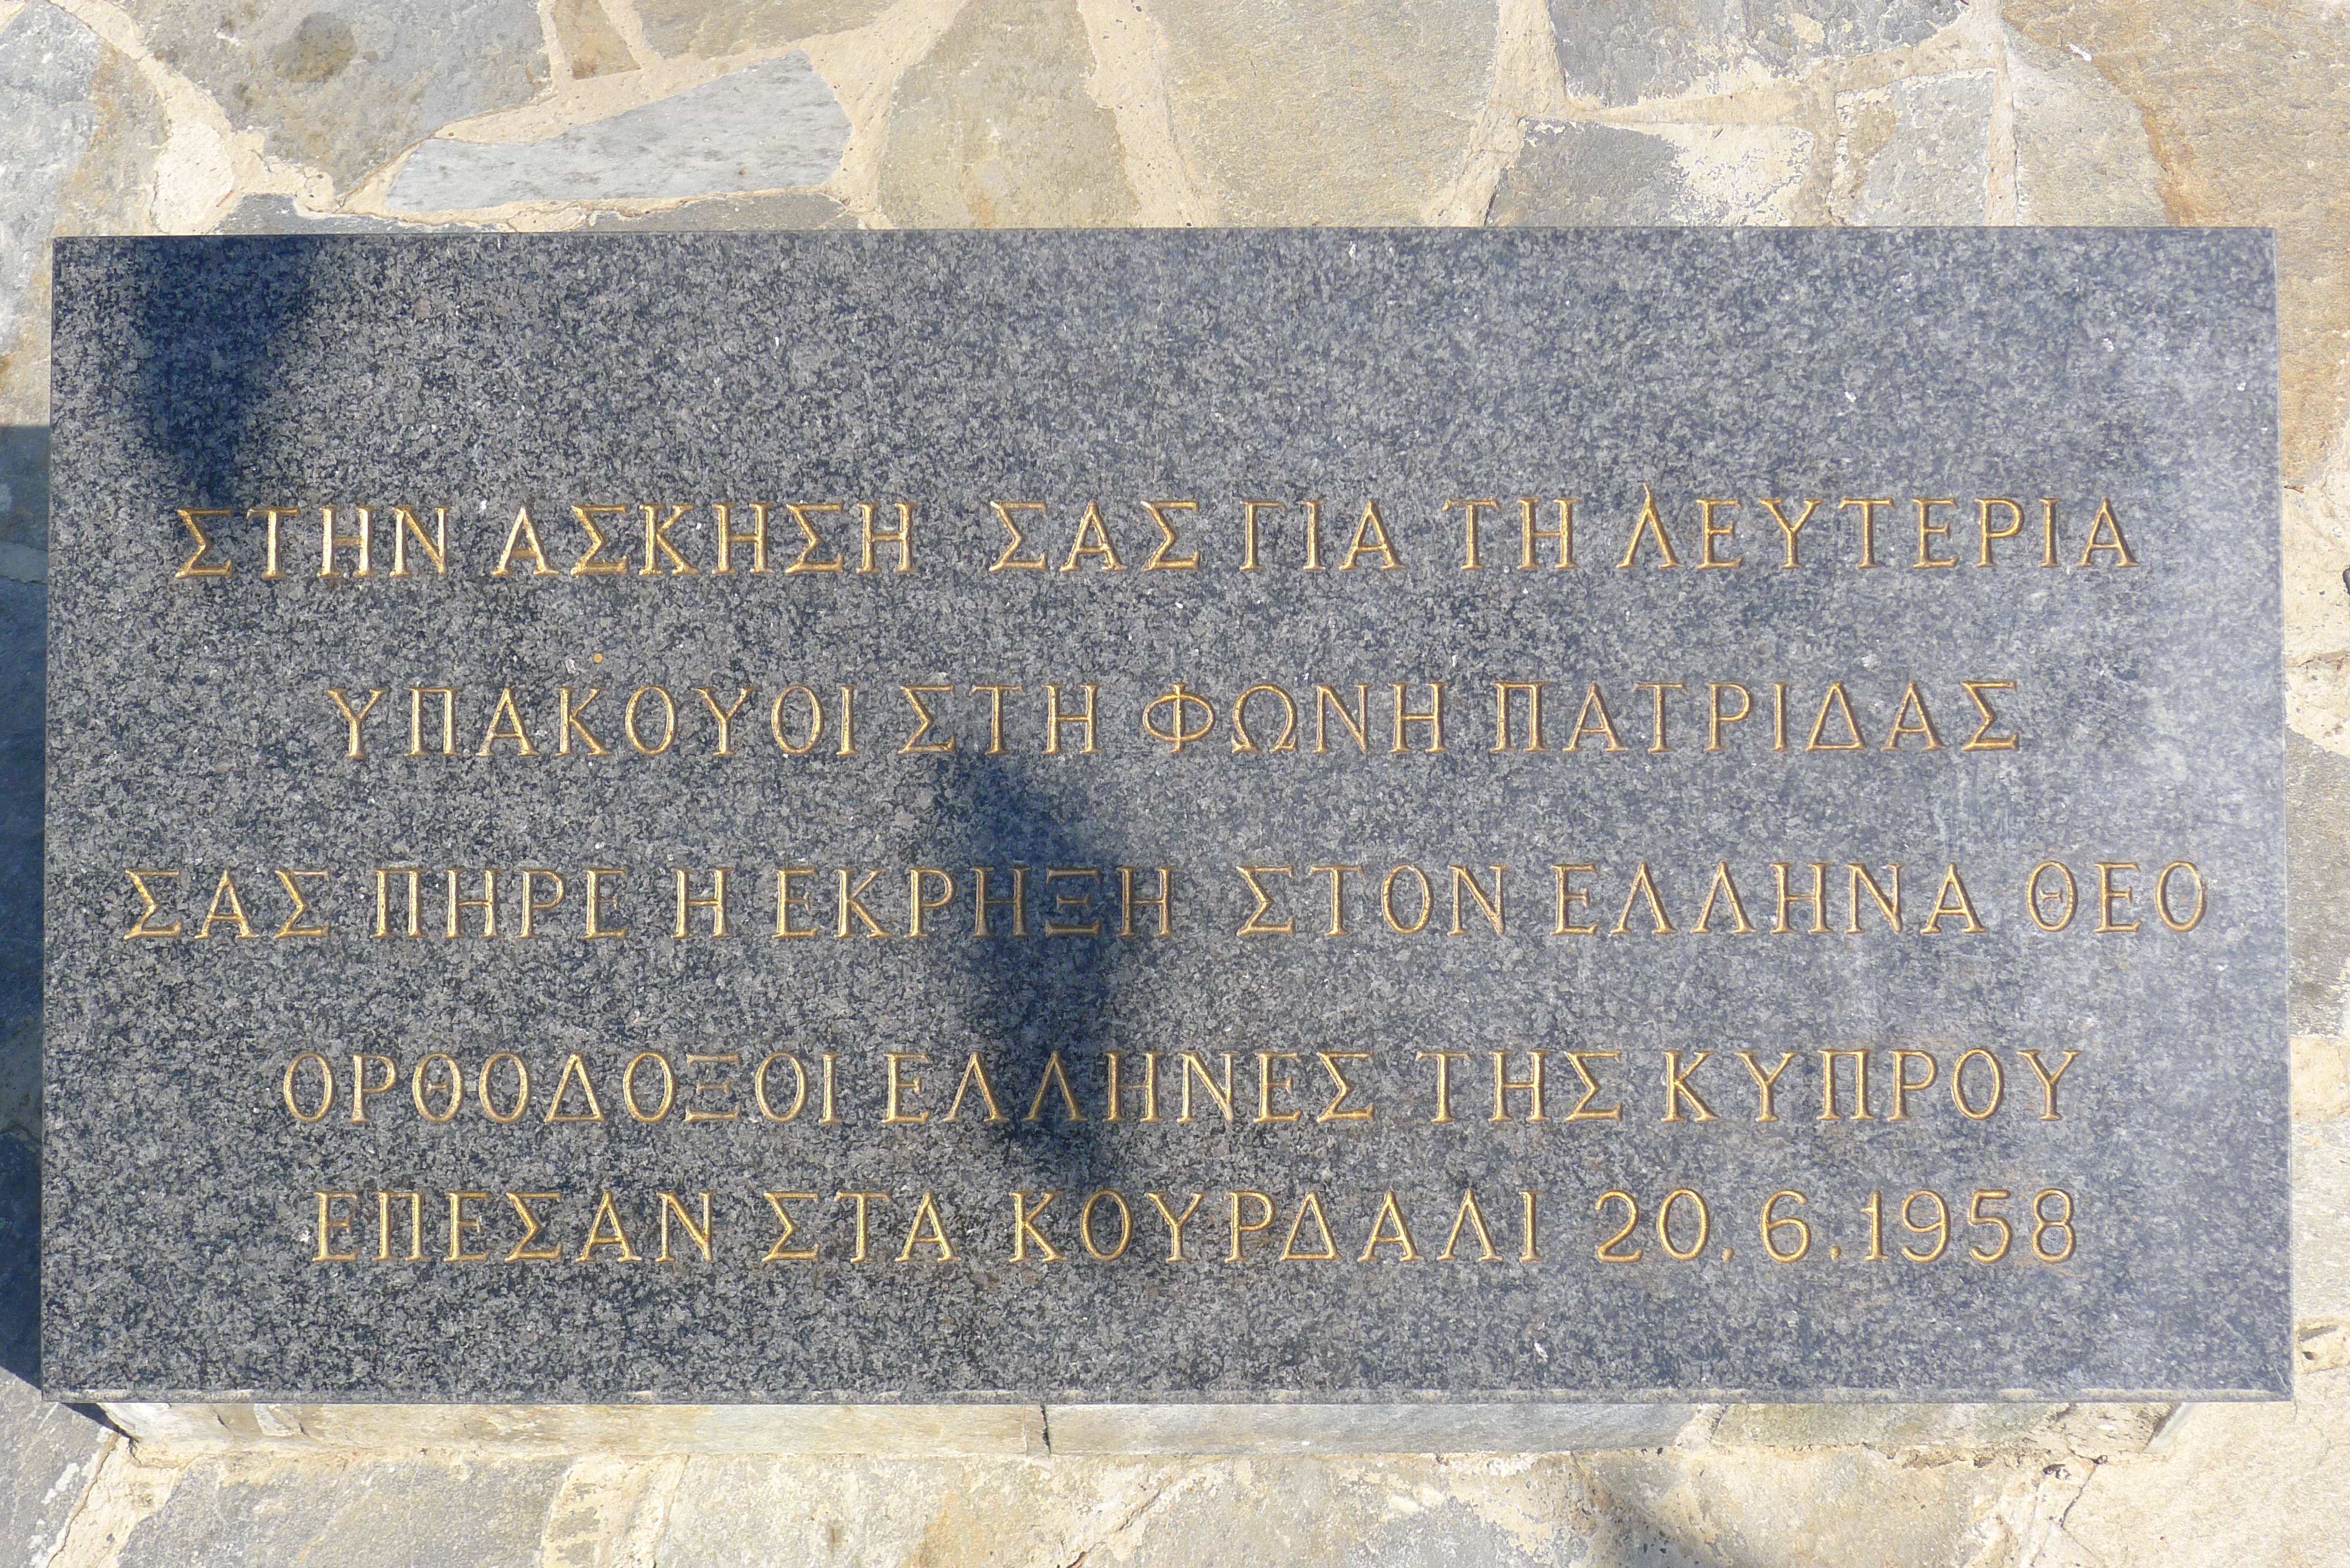 ΣΤΗΝ ΑΣΚΗΣΗ ΣΑΣ ΓΙΑ ΤΗ ΛΕΥΤΕΡΙΑ
ΥΠΑΚΟΥΟΙ ΣΤΗ ΦΩΝΗ ΠΑΤΡΙΔΑΣ
ΣΑΣ ΠΗΡΕ Η ΕΚΡΗΞΗ ΣΤΟΝ ΕΛΛΗΝΑ ΘΕΟ
ΟΡΘΟΔΟΞΟΙ ΕΛΛΗΝΕΣ ΤΗΣ ΚΥΠΡΟΥ
ΕΠΕΣΑΝ ΣΤΑ ΚΟΥΡΔΑΛΙ 20.6.1958